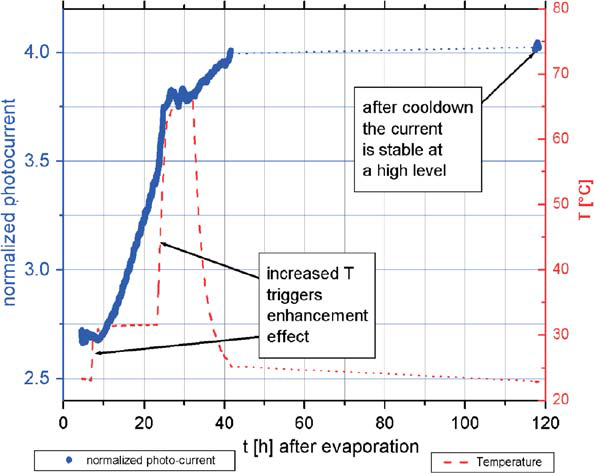 normalized photocurrent
4.0
3.5
3.0
2.5
80
70
60
50
40
30
20
T [°C]
after cooldown
the current
is stable at
a high level
increased T
triggers
enhancement
effect
0 20 40 60 80 100 120
t [h] after evaporation
normalized photo-current
Temperature